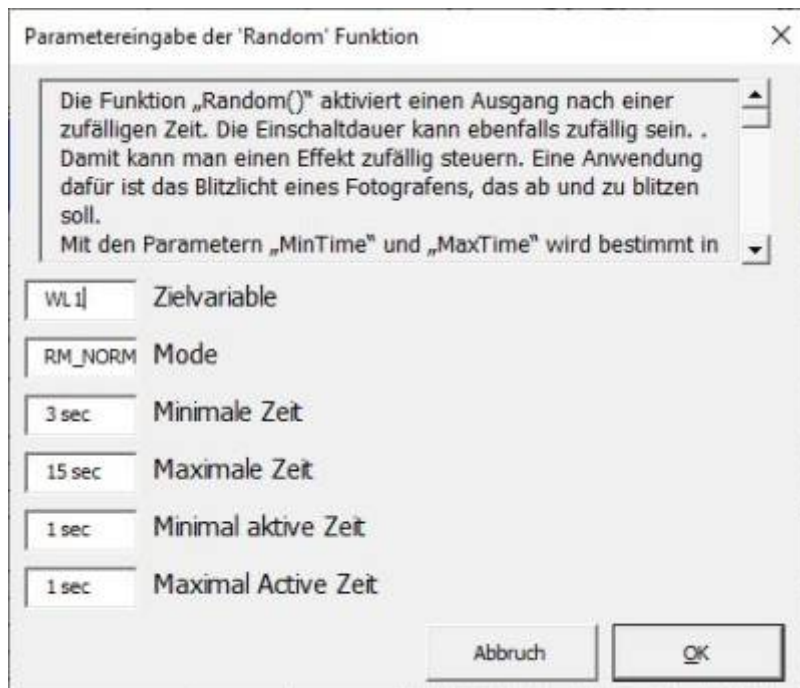 Parametereingabe der 'Random' Funktion
Die Funktion „Random()" aktiviert einen Ausgang nach einer
zufälligen Zeit. Die Einschaltdauer kann ebenfalls zufällig sein. .
Damit kann man einen Effekt zufällig steuern. Eine Anwendung
dafür ist das Blitzlicht eines Fotografens, das ab und zu blitzen
soll.
Mit den Parametern „MinTime" und „MaxTime" wird bestimmt in
WL1 Zielvariable
RM_NORM Mode
3 sec Minimale Zeit
15 sec Maximale Zeit
1 sec Minimal aktive Zeit
1 sec Maximal Active Zeit
Abbruch OK